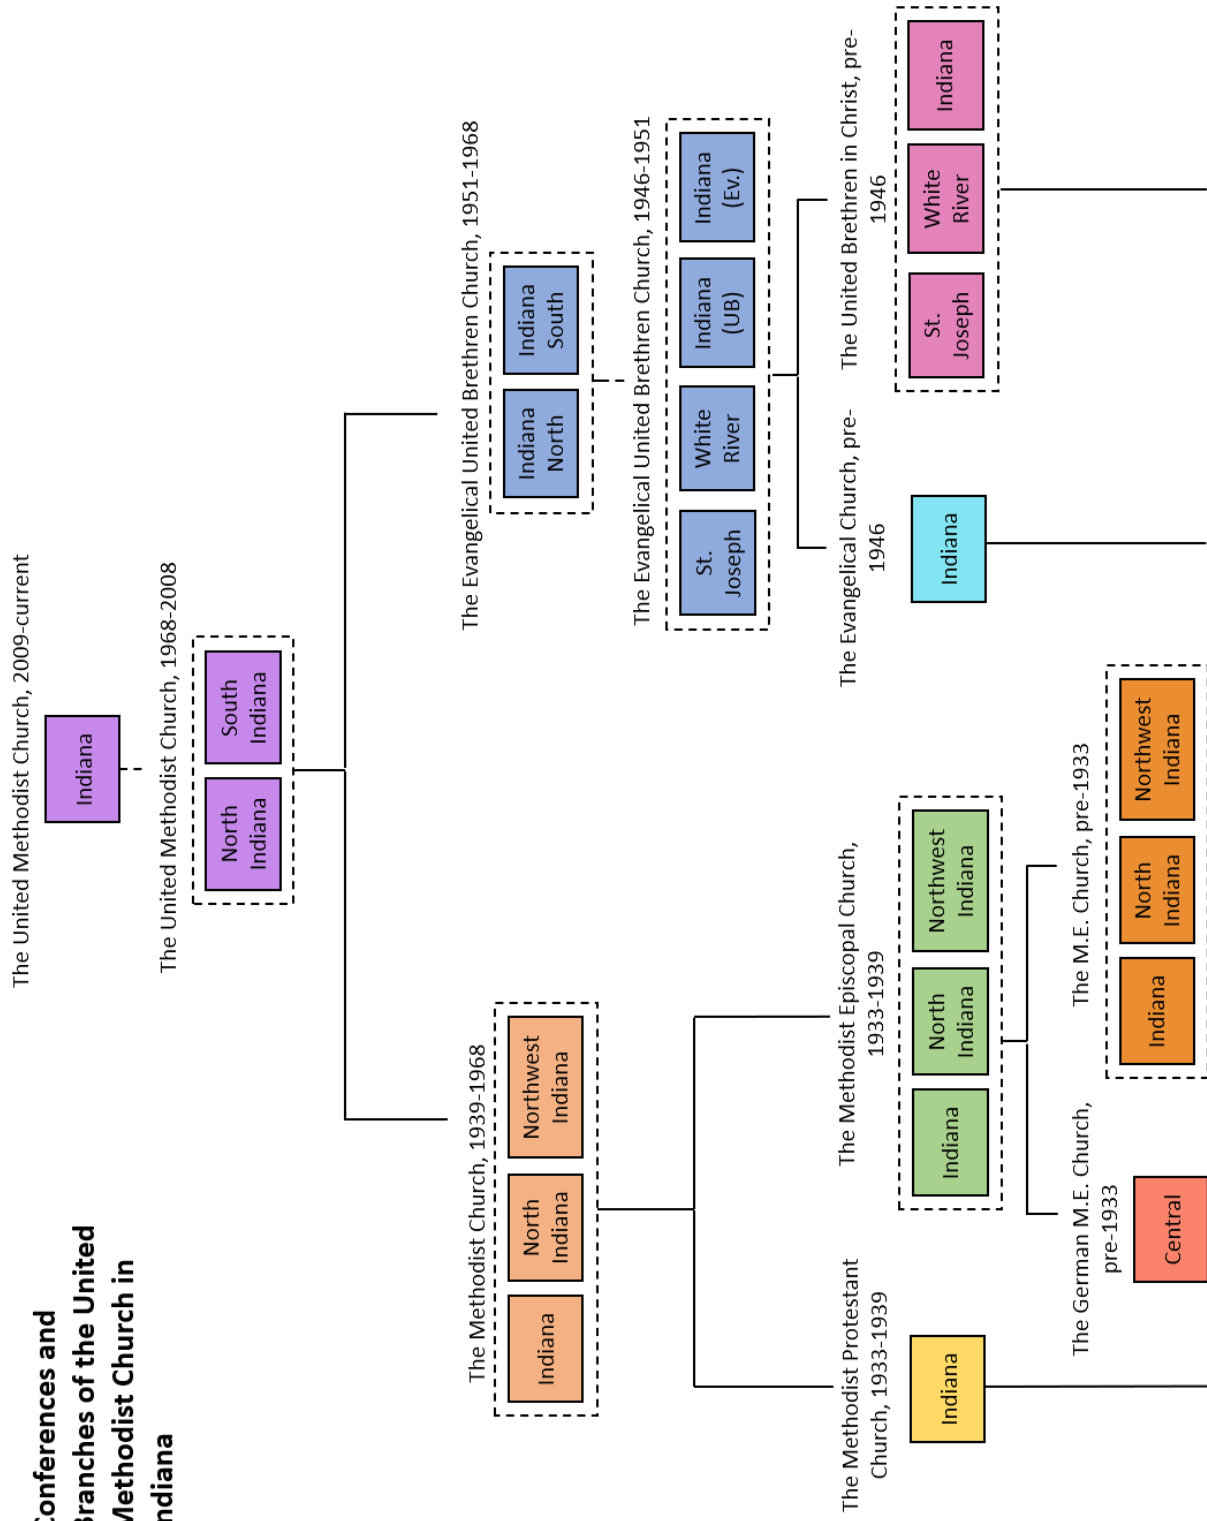 Conferences and
Branches of the United
Methodist Church in
ndiana
The United Methodist Church, 2009-current
Indiana
The United Methodist Church, 1968-2008
North
Indiana
South
Indiana
The Methodist Church, 1939-1968
Indiana
North
Indiana
Northwest
Indiana
The Evangelical United Brethren Church, 1951-1968
Indiana
North
Indiana
South
The Evangelical United Brethren Church, 1946-1951
St.
Joseph
White
River
Indiana
(UB)
Indiana
(Ev.)
The Methodist Protestant
Church, 1933-1939
Indiana
The Methodist Episcopal Church,
1933-1939
Indiana
North
Indiana
Northwest
Indiana
The Evangelical Church, pre-
1946
Indiana
The United Brethren in Christ, pre-
1946
St.
Joseph
White
River
Indiana
The German M.E. Church,
pre-1933
Central
The M.E. Church, pre-1933
Indiana
North
Indiana
Northwest
Indiana